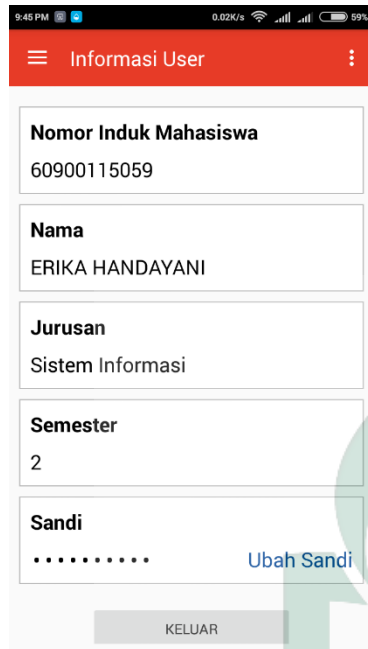 9:45 PM 0.02K/s 59%
Informasi User
Nomor Induk Mahasiswa
60900115059
Nama
ERIKA HANDAYANI
Jurusan
Sistem Informasi
Semester
2
Sandi
•••••••••• Ubah Sandi
KELUAR